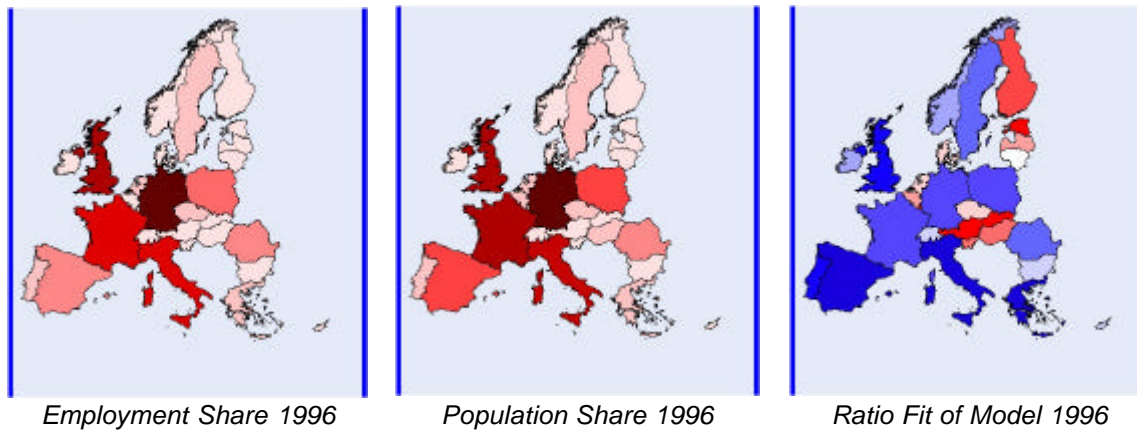 Employment Share 1996
Population Share 1996
Ratio Fit of Model 1996